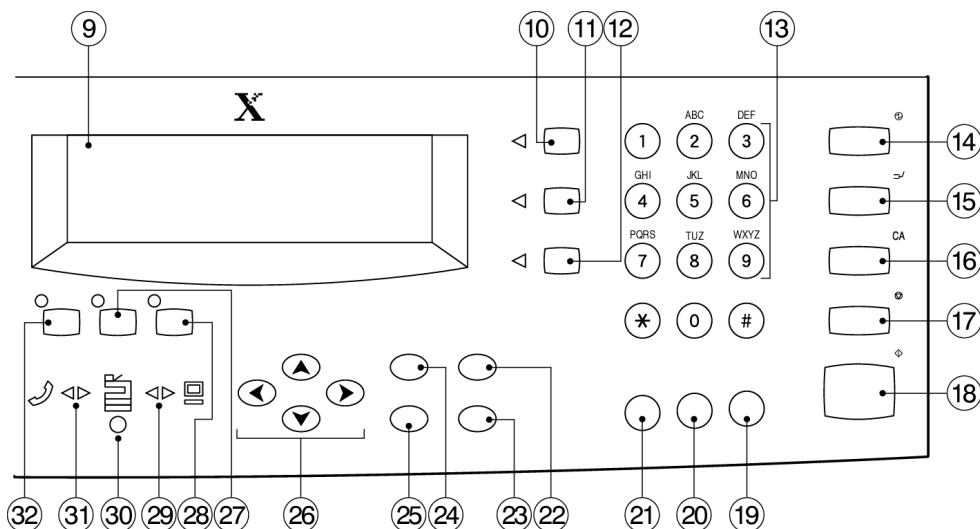 9 10 11 12 13
X
ABC DEF
1 2 3
14
GHI JKL MNO
4 5 6
15
PQRS TUZ WXYZ
7 8 9
CA
16
* 0 #
17
18
32 31 30 29 28 27 26 25 24 23 22 21 20 19